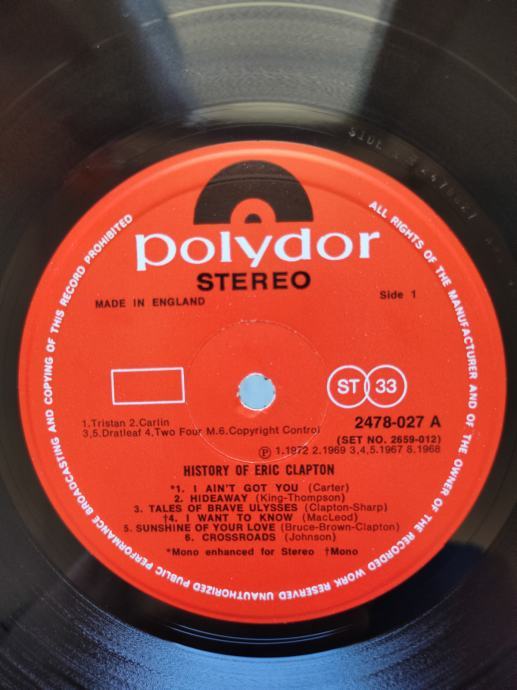 SIDE
polydor
STEREO
MADE IN ENGLAND
Side 1
ALL RIGHTS OF THE MANUFACTURER AND OF THE OWNER OF THE RECORDED WORK RESERVED UNAUTHORIZED PUBLIC PERFORMANCE BROADCASTING AND COPYING OF THIS RECORD PROHIBITED
ST 33
1.Tristan 2.Carlin
3,5.Dratleaf 4.Two Four M.6.Copyright Control
2478-027 A
(SET NO. 2659-012)
Ⓟ 1.1972 2.1969 3,4,5.1967 6.1968
HISTORY OF ERIC CLAPTON
*1. I AIN'T GOT YOU (Carter)
2. HIDEAWAY (King-Thompson)
3. TALES OF BRAVE ULYSSES (Clapton-Sharp)
†4. I WANT TO KNOW (MacLeod)
5. SUNSHINE OF YOUR LOVE (Bruce-Brown-Clapton)
6. CROSSROADS (Johnson)
*Mono enhanced for Stereo †Mono